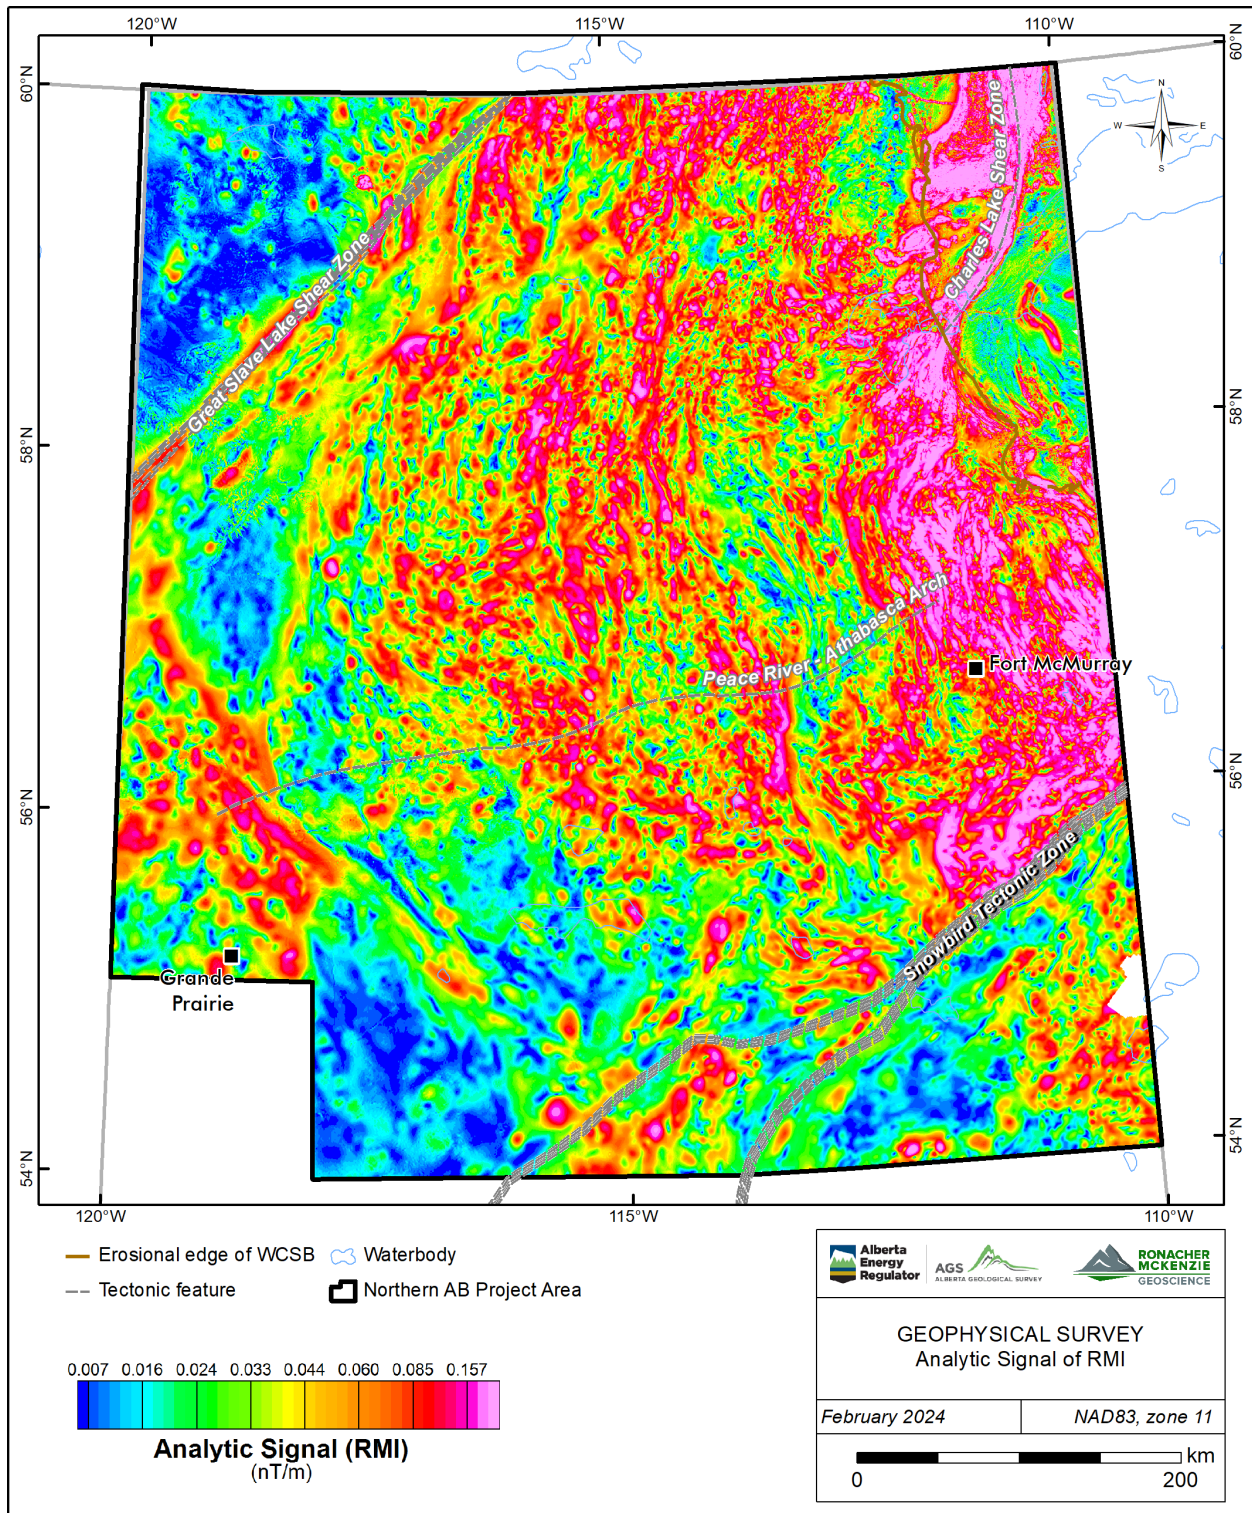 120°W
115°W
110°W
60°N
60°N
N
W
E
S
Charles Lake Shear Zone
Great Slave Lake Shear Zone
58°N
58°N
Peace River - Athabasca Arch
Fort McMurray
56°N
56°N
Snowbird Tectonic Zone
Grande
Prairie
54°N
54°N
120°W
115°W
110°W
Erosional edge of WCSB
Waterbody
Tectonic feature
Northern AB Project Area
0.007 0.016 0.024 0.033 0.044 0.060 0.085 0.157
Analytic Signal (RMI)
(nT/m)
Alberta
Energy
Regulator
AGS
ALBERTA GEOLOGICAL SURVEY
RONACHER
MCKENZIE
GEOSCIENCE
GEOPHYSICAL SURVEY
Analytic Signal of RMI
February 2024
NAD83, zone 11
km
0
200